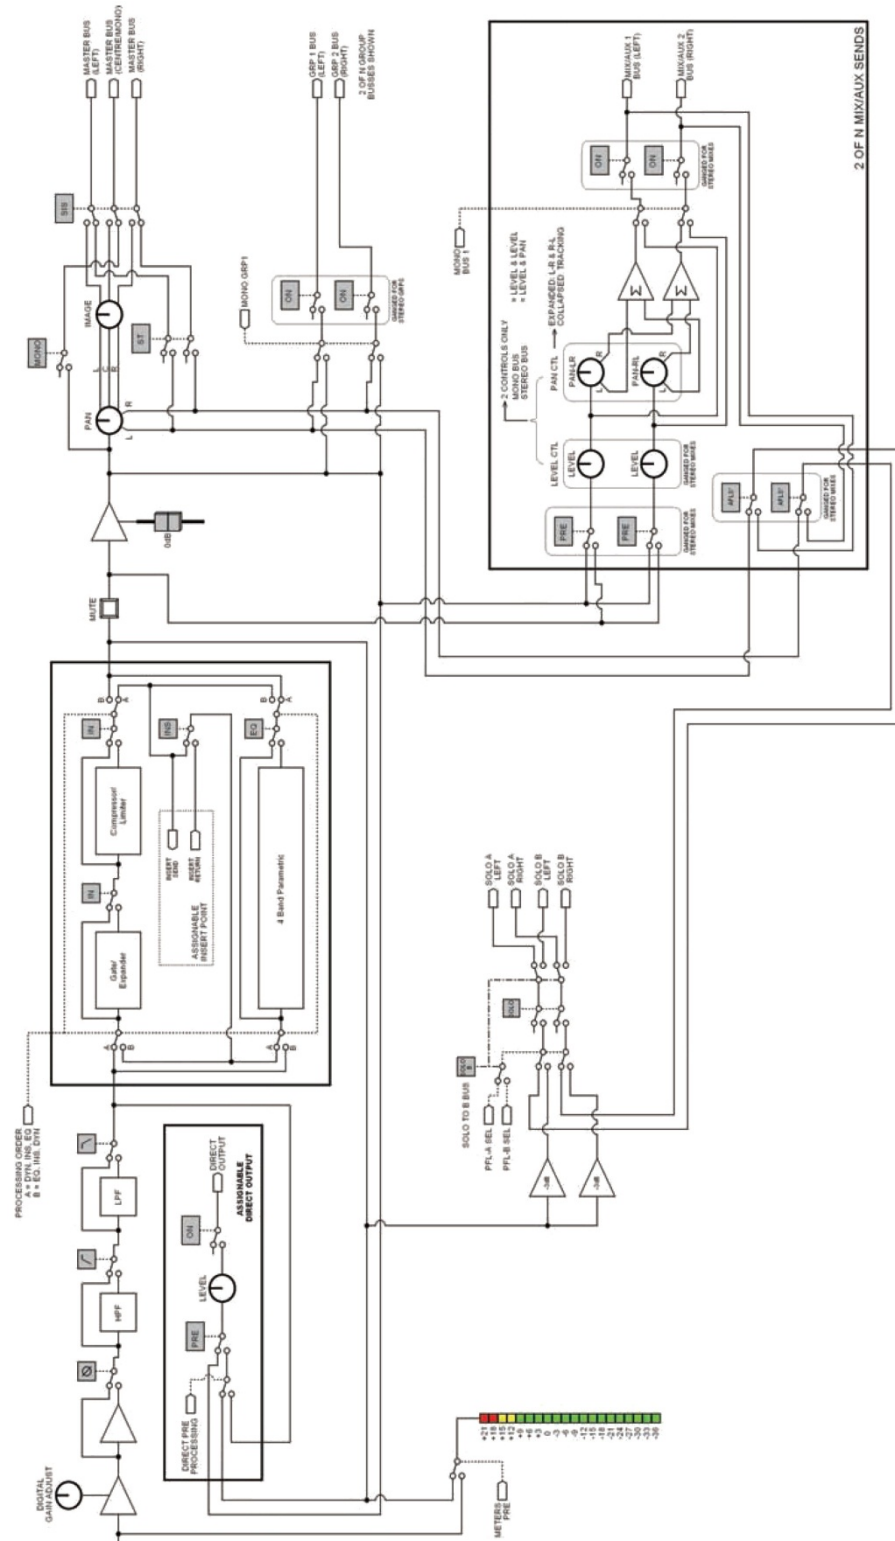 DIGITAL
GAIN ADJUST
Ø
HPF
LPF
PROCESSING ORDER
A = DYN, INS, EQ
B = EQ, INS, DYN
A
B
Gate/
Expander
IN
Compressor/
Limiter
IN
B
A
ASSIGNABLE
INSERT POINT
INSERT
SEND
INSERT
RETURN
INS
A
B
4 Band Parametric
EQ
B
A
MUTE
0dB
PAN
L
C
R
L
R
IMAGE
MONO
ST
SIS
MASTER BUS
(LEFT)
MASTER BUS
(CENTRE/MONO)
MASTER BUS
(RIGHT)
MONO GRP1
ON
ON
GANGED FOR
STEREO GRPS
GRP 1 BUS
(LEFT)
GRP 2 BUS
(RIGHT)
2 OF N GROUP
BUSSES SHOWN
DIRECT PRE
PROCESSING
PRE
LEVEL
ON
DIRECT
OUTPUT
ASSIGNABLE
DIRECT OUTPUT
METERS
PRE
+21
+18
+15
+12
+9
+6
+3
0
-3
-6
-9
-12
-15
-18
-21
-24
-27
-30
-33
-36
-3dB
-3dB
PFL-A SEL
PFL-B SEL
SOLO TO B BUS
SOLO
B
SOLO
SOLO A
LEFT
SOLO A
RIGHT
SOLO B
LEFT
SOLO B
RIGHT
PRE
PRE
GANGED FOR
STEREO MIXES
LEVEL CTL
LEVEL
LEVEL
GANGED FOR
STEREO MIXES
2 CONTROLS ONLY
MONO BUS = LEVEL & LEVEL
STEREO BUS = LEVEL & PAN
PAN CTL
EXPANDED: L-R & R-L
COLLAPSED: TRACKING
PAN-LR
L
R
PAN-RL
L
R
Σ
Σ
MONO
BUS 1
ON
ON
GANGED FOR
STEREO MIXES
MIX/AUX 1
BUS (LEFT)
MIX/AUX 2
BUS (RIGHT)
AFLS'
AFLS'
GANGED FOR
STEREO MIXES
2 OF N MIX/AUX SENDS